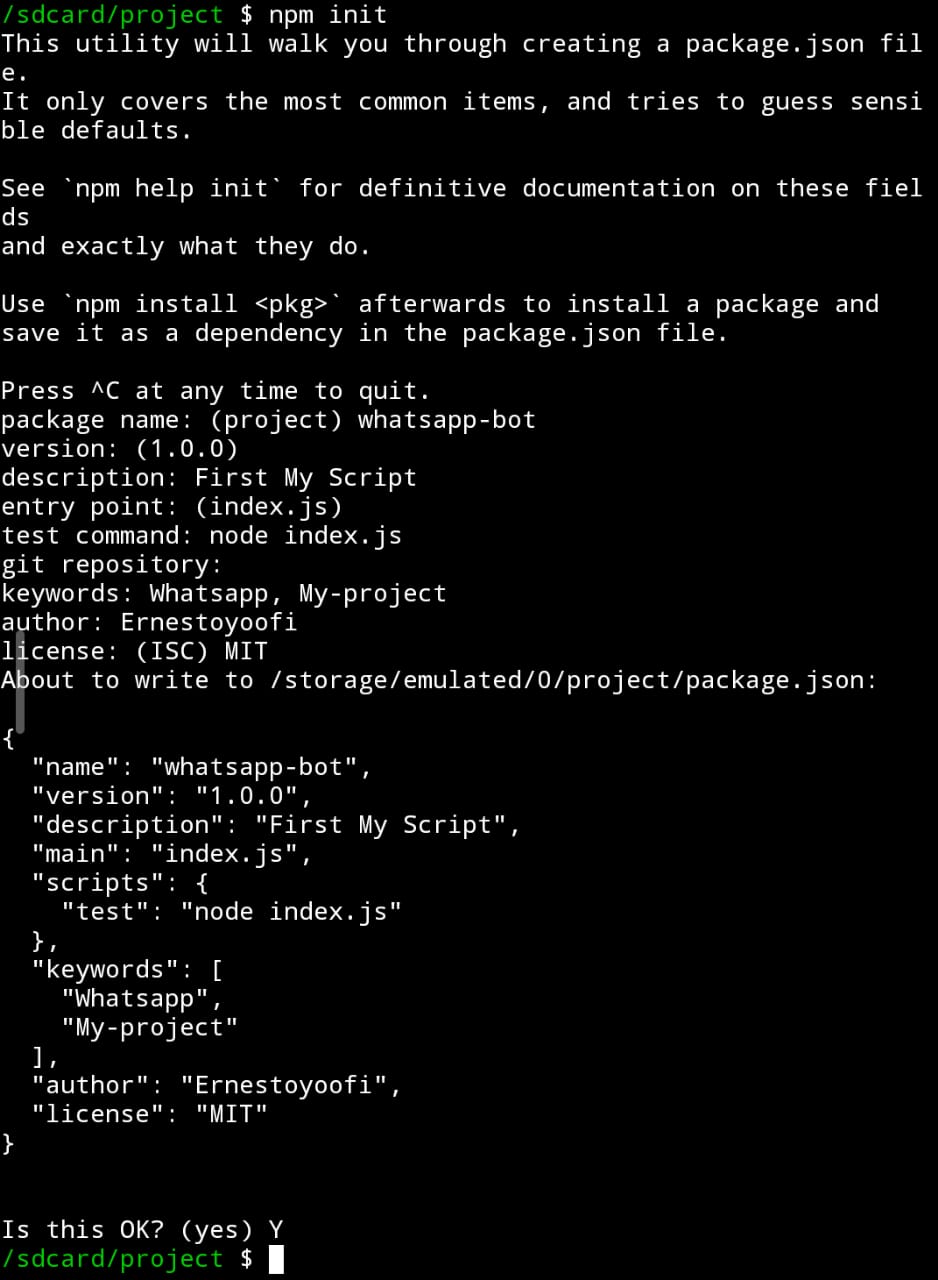 /sdcard/project $ npm init
This utility will walk you through creating a package.json fil
e.
It only covers the most common items, and tries to guess sensi
ble defaults.

See `npm help init` for definitive documentation on these fiel
ds
and exactly what they do.

Use `npm install <pkg>` afterwards to install a package and
save it as a dependency in the package.json file.

Press ^C at any time to quit.
package name: (project) whatsapp-bot
version: (1.0.0)
description: First My Script
entry point: (index.js)
test command: node index.js
git repository:
keywords: Whatsapp, My-project
author: Ernestoyoofi
license: (ISC) MIT
About to write to /storage/emulated/0/project/package.json:

{
  "name": "whatsapp-bot",
  "version": "1.0.0",
  "description": "First My Script",
  "main": "index.js",
  "scripts": {
    "test": "node index.js"
  },
  "keywords": [
    "Whatsapp",
    "My-project"
  ],
  "author": "Ernestoyoofi",
  "license": "MIT"
}

Is this OK? (yes) Y
/sdcard/project $